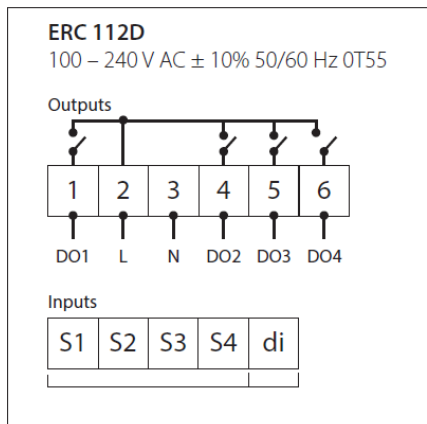 ERC 112D
100 – 240 V AC ± 10% 50/60 Hz 0T55
Outputs
1 2 3 4 5 6
DO1 L N DO2 DO3 DO4
Inputs
S1 S2 S3 S4 di